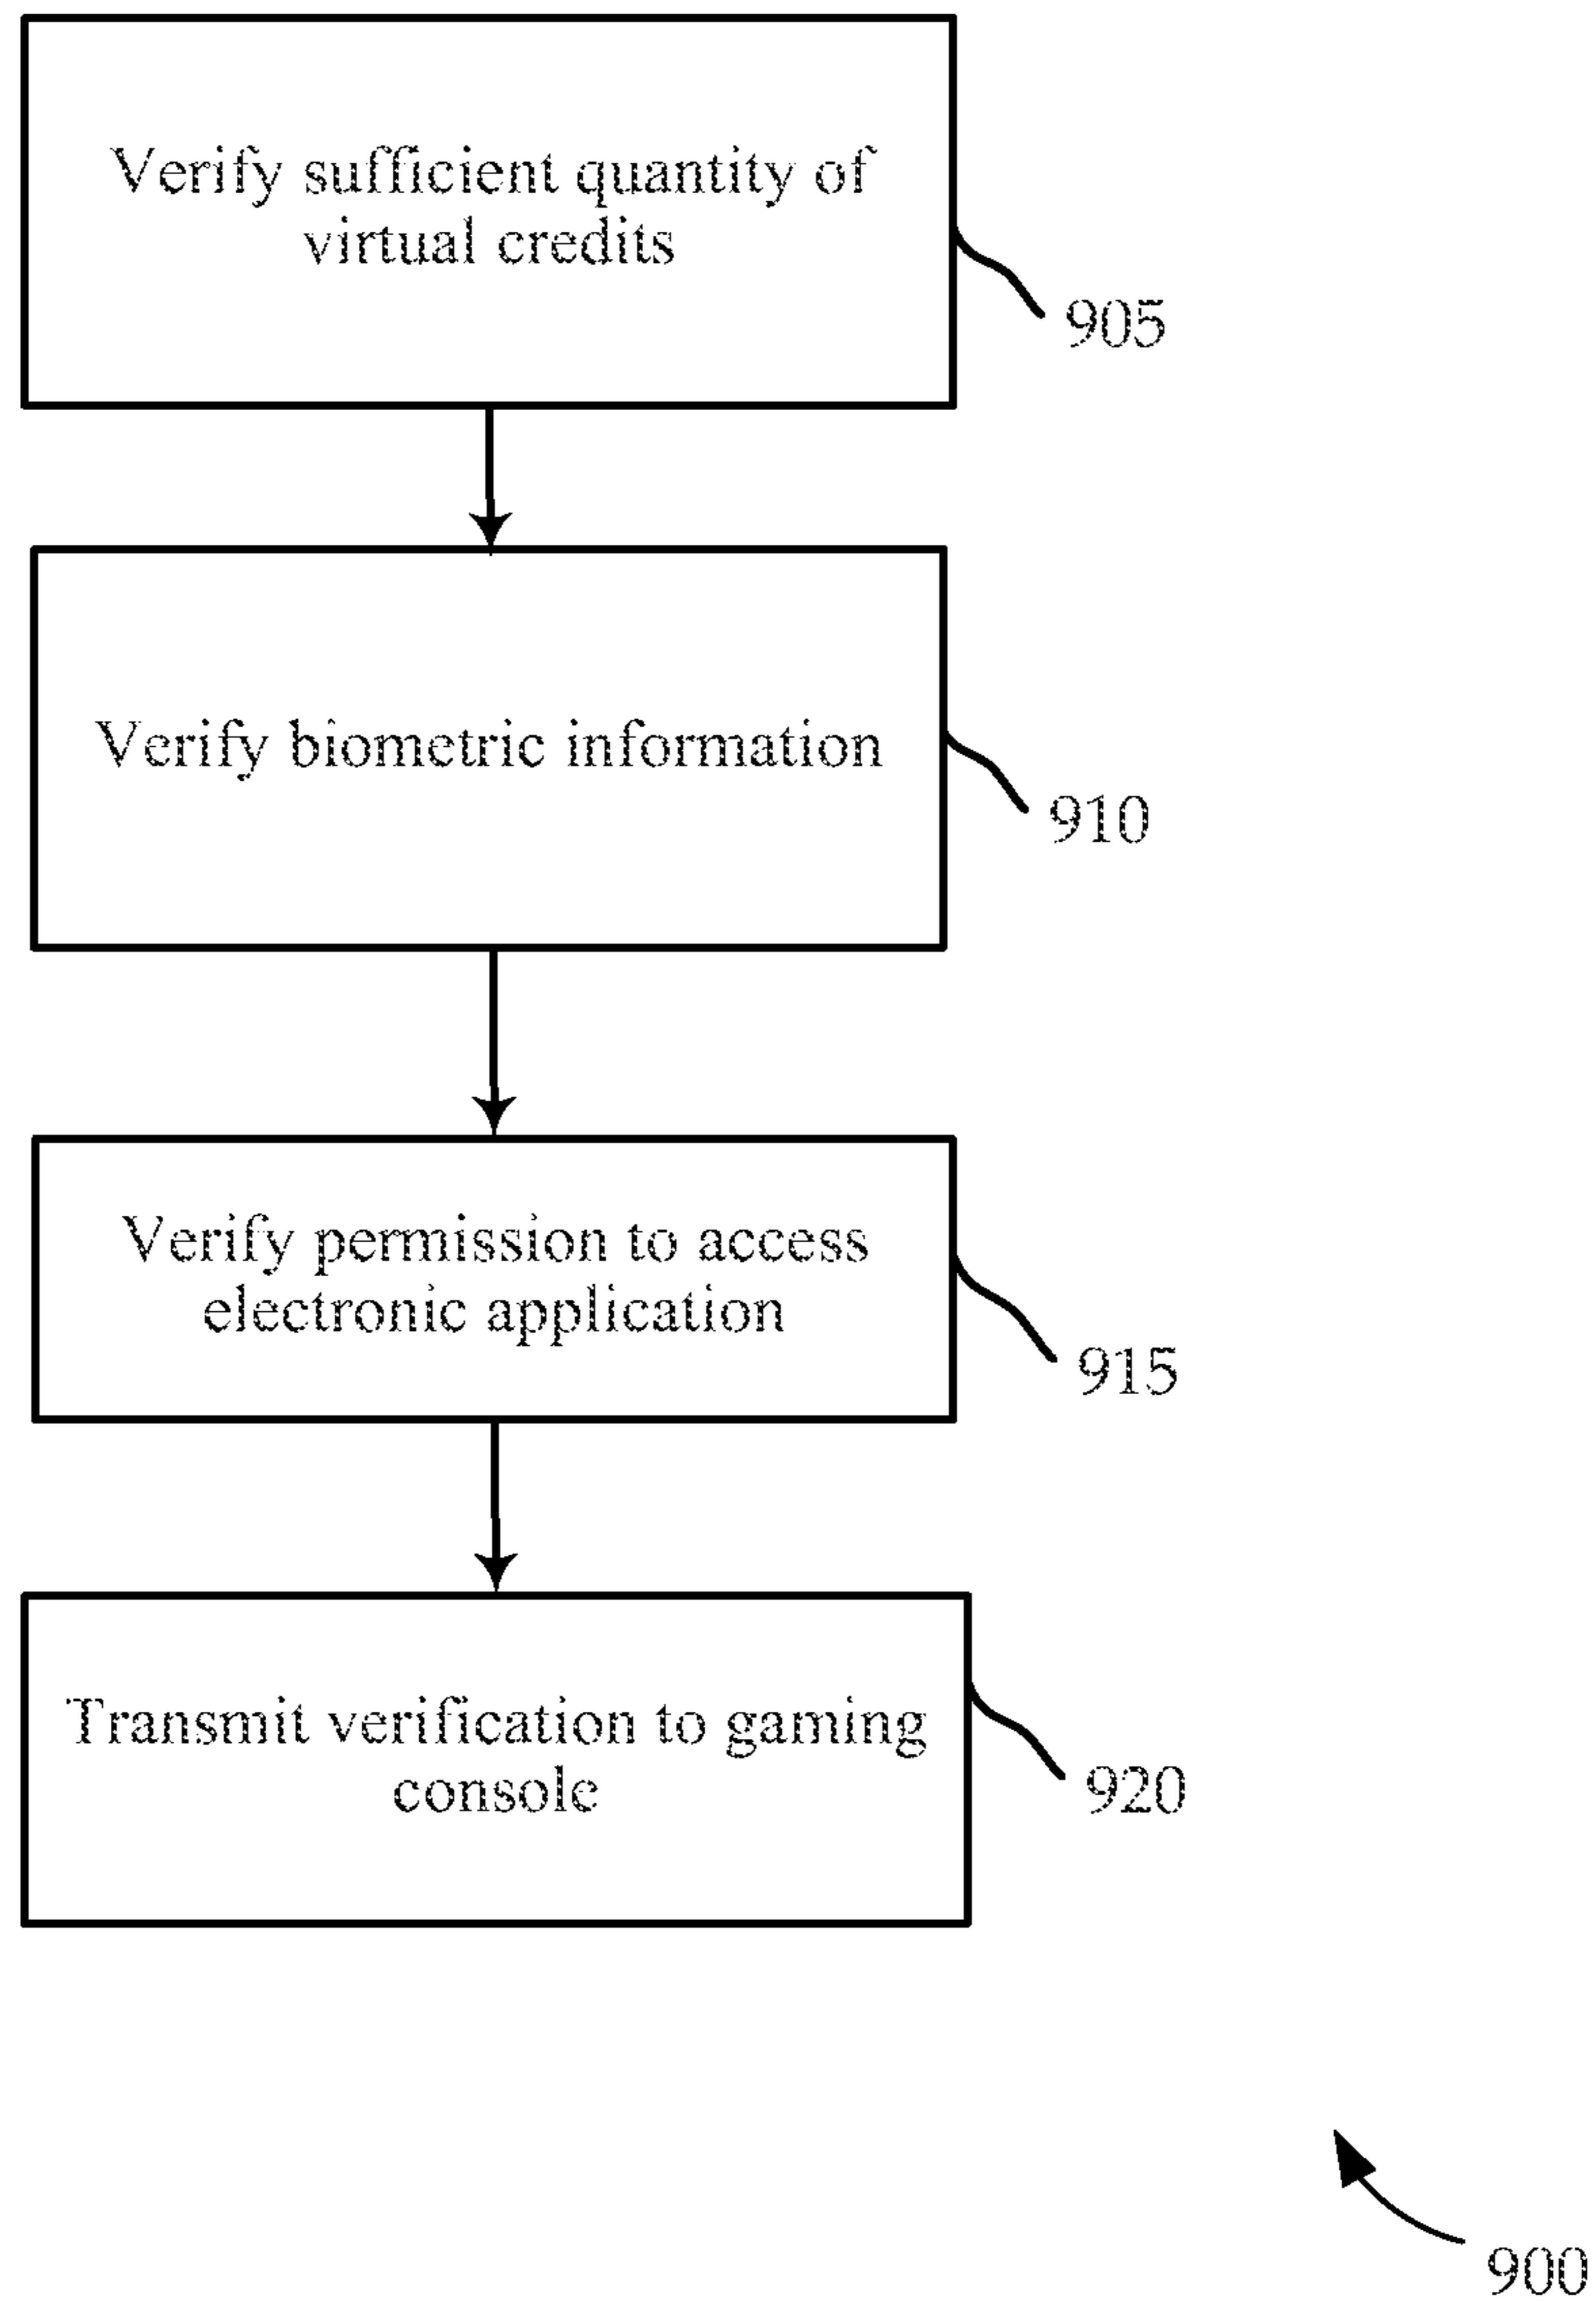 Verify sufficient quantity of
virtual credits
905
Verify biometric information
910
Verify permission to access
electronic application
915
Transmit verification to gaming
console
920
900